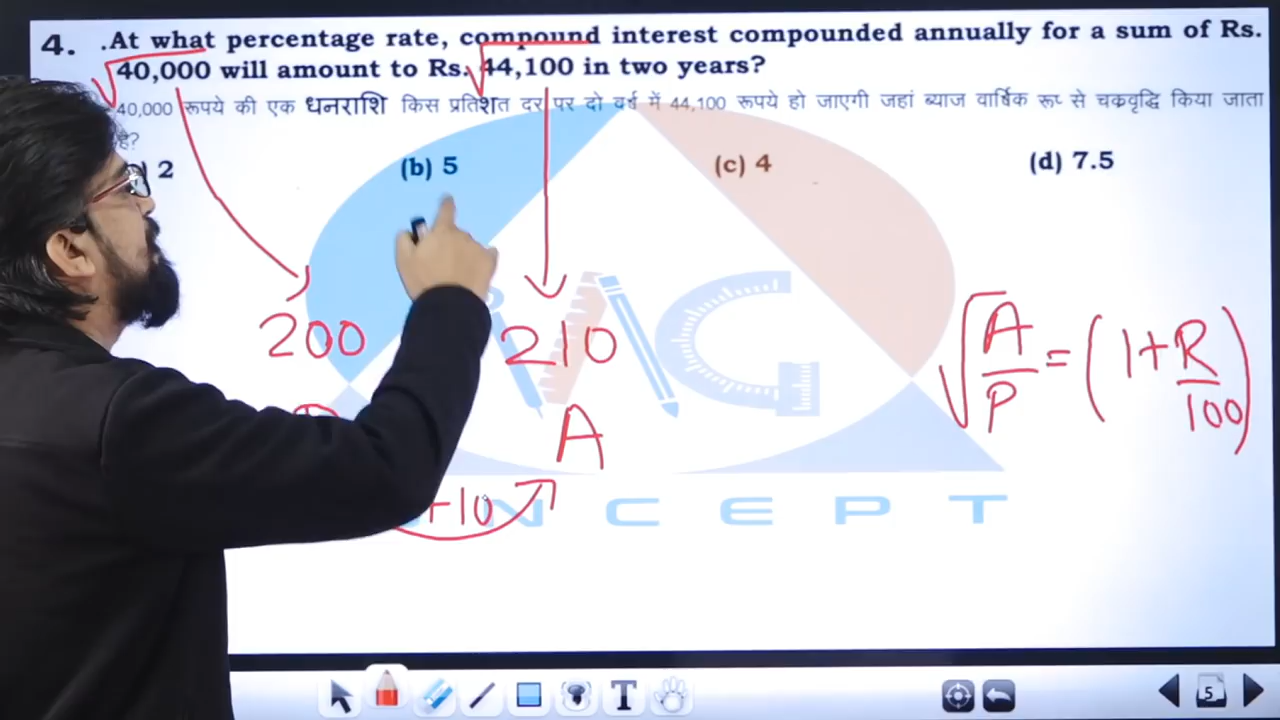 4. .At what percentage rate, compound interest compounded annually for a sum of Rs.
40,000 will amount to Rs. 44,100 in two years?
40,000 रूपये की एक धनराशि किस प्रतिशत दर पर दो वर्ष में 44,100 रूपये हो जाएगी जहां ब्याज वार्षिक रूप से चक्रवृद्धि किया जाता
है?
2 (b) 5 (c) 4 (d) 7.5
200 210
√A/P = (1+R/100)
A
+10
NCEPT
T
5